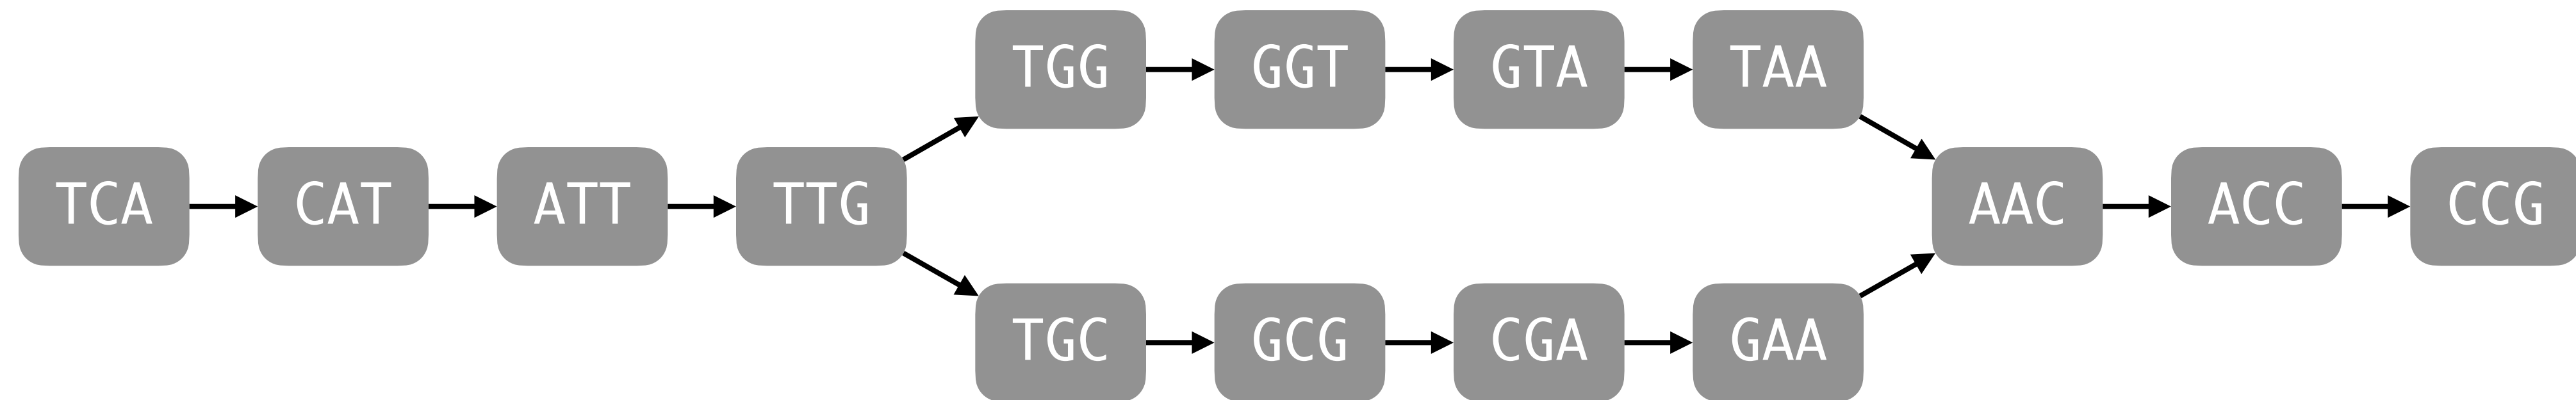 TGG GGT GTA TAA
TCA CAT ATT TTG AAC ACC CCG
TGC GCG CGA GAA